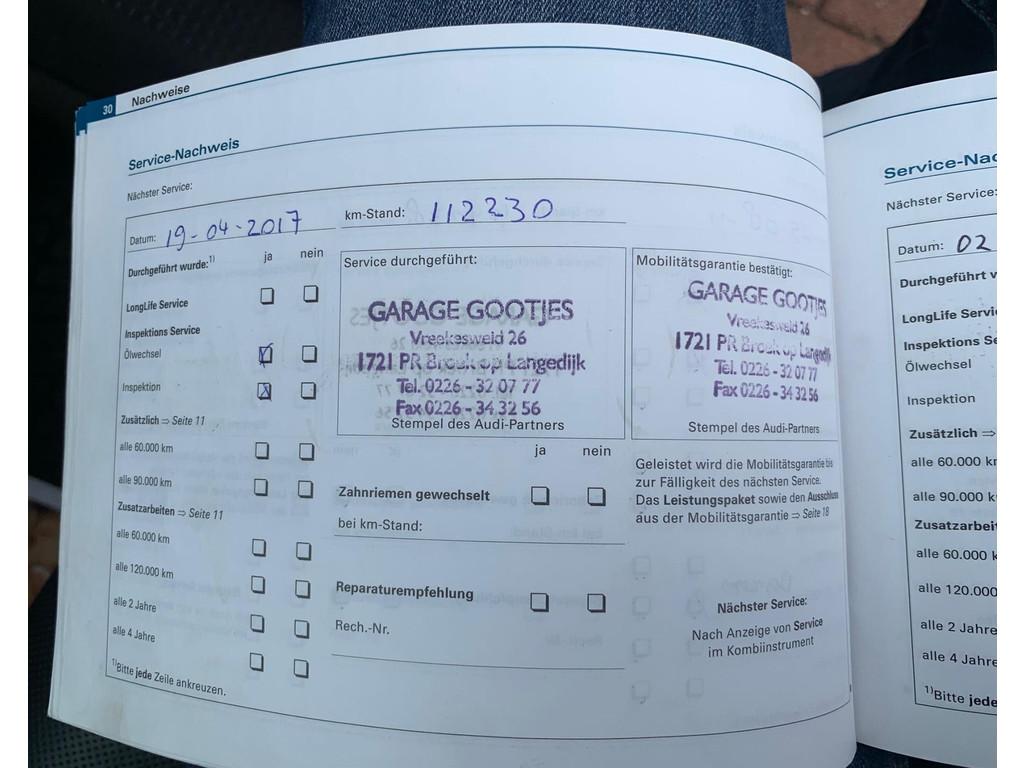 30 Nachweise
Service-Nachweis
Nächster Service:
Datum: 19-04-2017
km-Stand: 112230
Durchgeführt wurde:1)
ja nein
LongLife Service
Inspektions Service
Ölwechsel
Inspektion
Zusätzlich ⇒ Seite 11
alle 60.000 km
alle 90.000 km
Zusatzarbeiten ⇒ Seite 11
alle 60.000 km
alle 120.000 km
alle 2 Jahre
alle 4 Jahre
1)Bitte jede Zeile ankreuzen.
Service durchgeführt:
GARAGE GOOTJES
Vreekesweid 26
1721 PR Broek op Langedijk
Tel. 0226 - 32 07 77
Fax 0226 - 34 32 56
Stempel des Audi-Partners
ja nein
Zahnriemen gewechselt
bei km-Stand:
Reparaturempfehlung
Rech.-Nr.
Mobilitätsgarantie bestätigt:
GARAGE GOOTJES
Vreekesweid 26
1721 PR Broek op Langedijk
Tel. 0226 - 32 07 77
Fax 0226 - 34 32 56
Stempel des Audi-Partners
Geleistet wird die Mobilitätsgarantie bis
zur Fälligkeit des nächsten Service.
Das Leistungspaket sowie den Ausschluss
aus der Mobilitätsgarantie ⇒ Seite 18
Nächster Service:
Nach Anzeige von Service
im Kombiinstrument
Service-Nac
Nächster Service:
Datum: 02
Durchgeführt w
LongLife Servic
Inspektions Se
Ölwechsel
Inspektion
Zusätzlich ⇒
alle 60.000 km
alle 90.000 k
Zusatzarbeit
alle 60.000 k
alle 120.000
alle 2 Jahre
alle 4 Jahre
1)Bitte jede